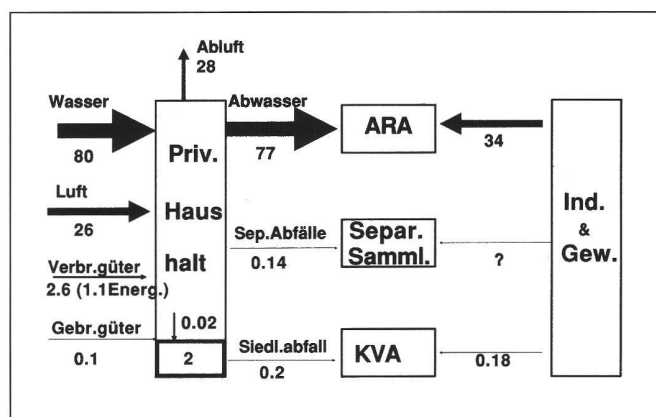 Abluft
28
Wasser
80
Abwasser
77
ARA
34
Priv.
Haus
halt
Luft
26
Ind.
&
Gew.
Sep.Abfälle
0.14
Separ.
Samml.
?
Verbr.güter
2.6 (1.1Energ.)
Gebr.güter
0.1
0.02
2
Siedl.abfall
0.2
KVA
0.18